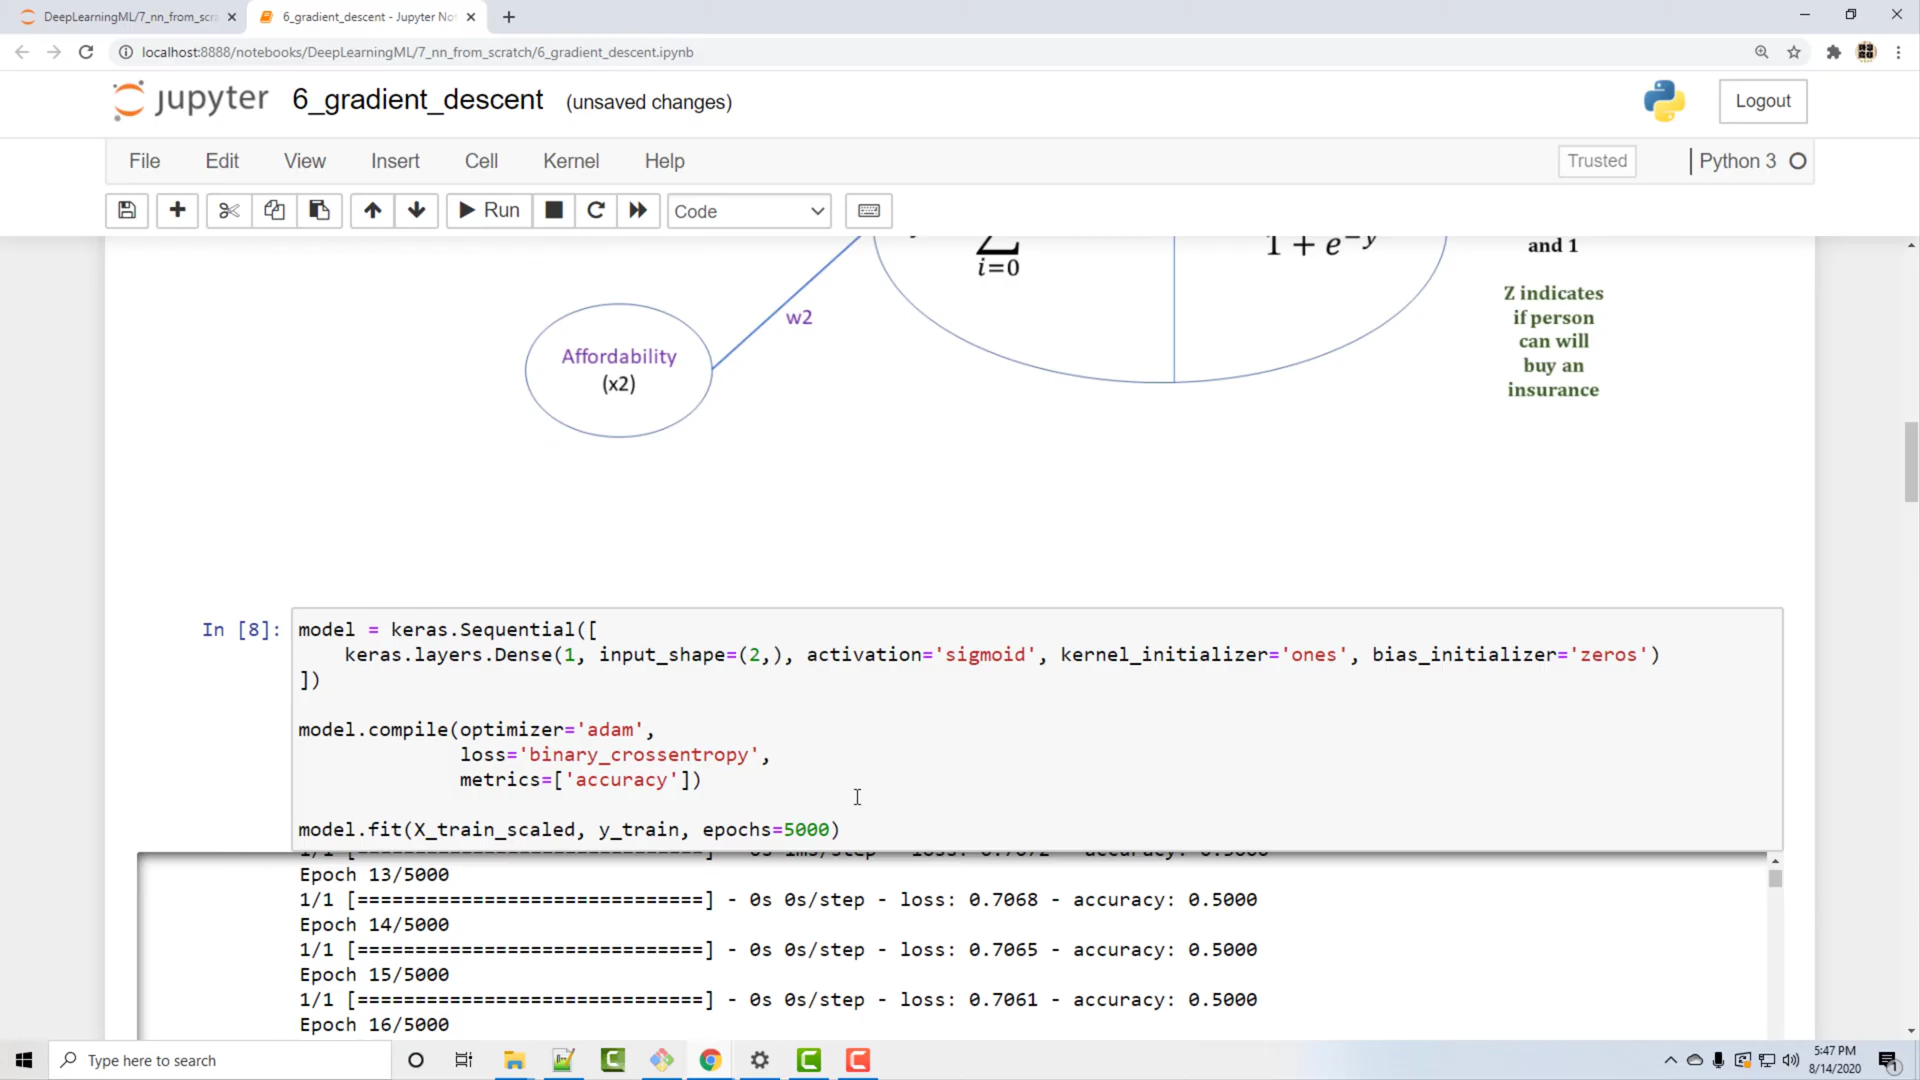 DeepLearningML/7_nn_from_scra
6_gradient_descent - Jupyter Not
localhost:8888/notebooks/DeepLearningML/7_nn_from_scratch/6_gradient_descent.ipynb
jupyter 6_gradient_descent (unsaved changes)
Logout
File Edit View Insert Cell Kernel Help
Trusted Python 3
Run Code
i=0
1 + e^-y
and 1
Z indicates
if person
can will
buy an
insurance
w2
Affordability
(x2)
In [8]:
model = keras.Sequential([
keras.layers.Dense(1, input_shape=(2,), activation='sigmoid', kernel_initializer='ones', bias_initializer='zeros')
])
model.compile(optimizer='adam',
loss='binary_crossentropy',
metrics=['accuracy'])
model.fit(X_train_scaled, y_train, epochs=5000)
Epoch 13/5000
1/1 [==============================] - 0s 0s/step - loss: 0.7068 - accuracy: 0.5000
Epoch 14/5000
1/1 [==============================] - 0s 0s/step - loss: 0.7065 - accuracy: 0.5000
Epoch 15/5000
1/1 [==============================] - 0s 0s/step - loss: 0.7061 - accuracy: 0.5000
Epoch 16/5000
Type here to search
5:47 PM
8/14/2020